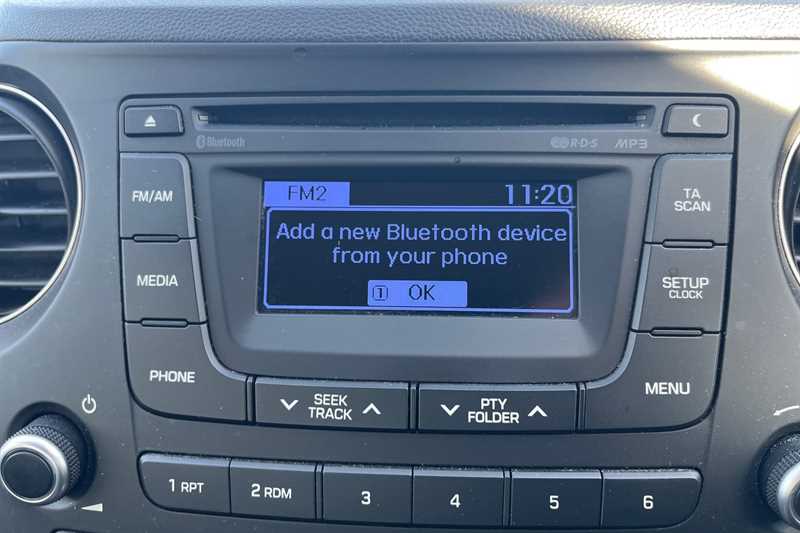 Bluetooth
R·D·S
MP3
FM/AM
FM2
11:20
TA
SCAN
Add a new Bluetooth device
from your phone
1 OK
MEDIA
SETUP
CLOCK
PHONE
SEEK
TRACK
PTY
FOLDER
MENU
1 RPT
2 RDM
3
4
5
6